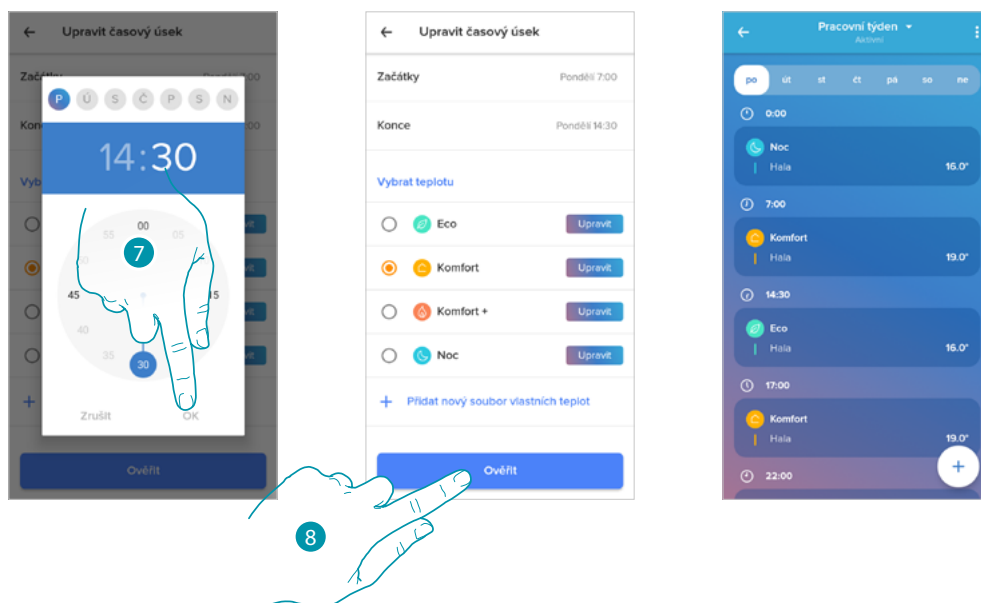 Upravit časový úsek
Začátky
Pondělí 7:00
P Ú S Č P S N
14:30
00
55
05
45
15
40
35
30
7
Zrušit
OK
Ověřit
Upravit časový úsek
Začátky
Pondělí 7:00
Konce
Pondělí 14:30
Vybrat teplotu
Eco
Upravit
Komfort
Upravit
Komfort +
Upravit
Noc
Upravit
+ Přidat nový soubor vlastních teplot
Ověřit
8
Pracovní týden
Aktivní
po út st čt pá so ne
0:00
Noc
Hala
16.0°
7:00
Komfort
Hala
19.0°
14:30
Eco
Hala
16.0°
17:00
Komfort
Hala
19.0°
22:00
+